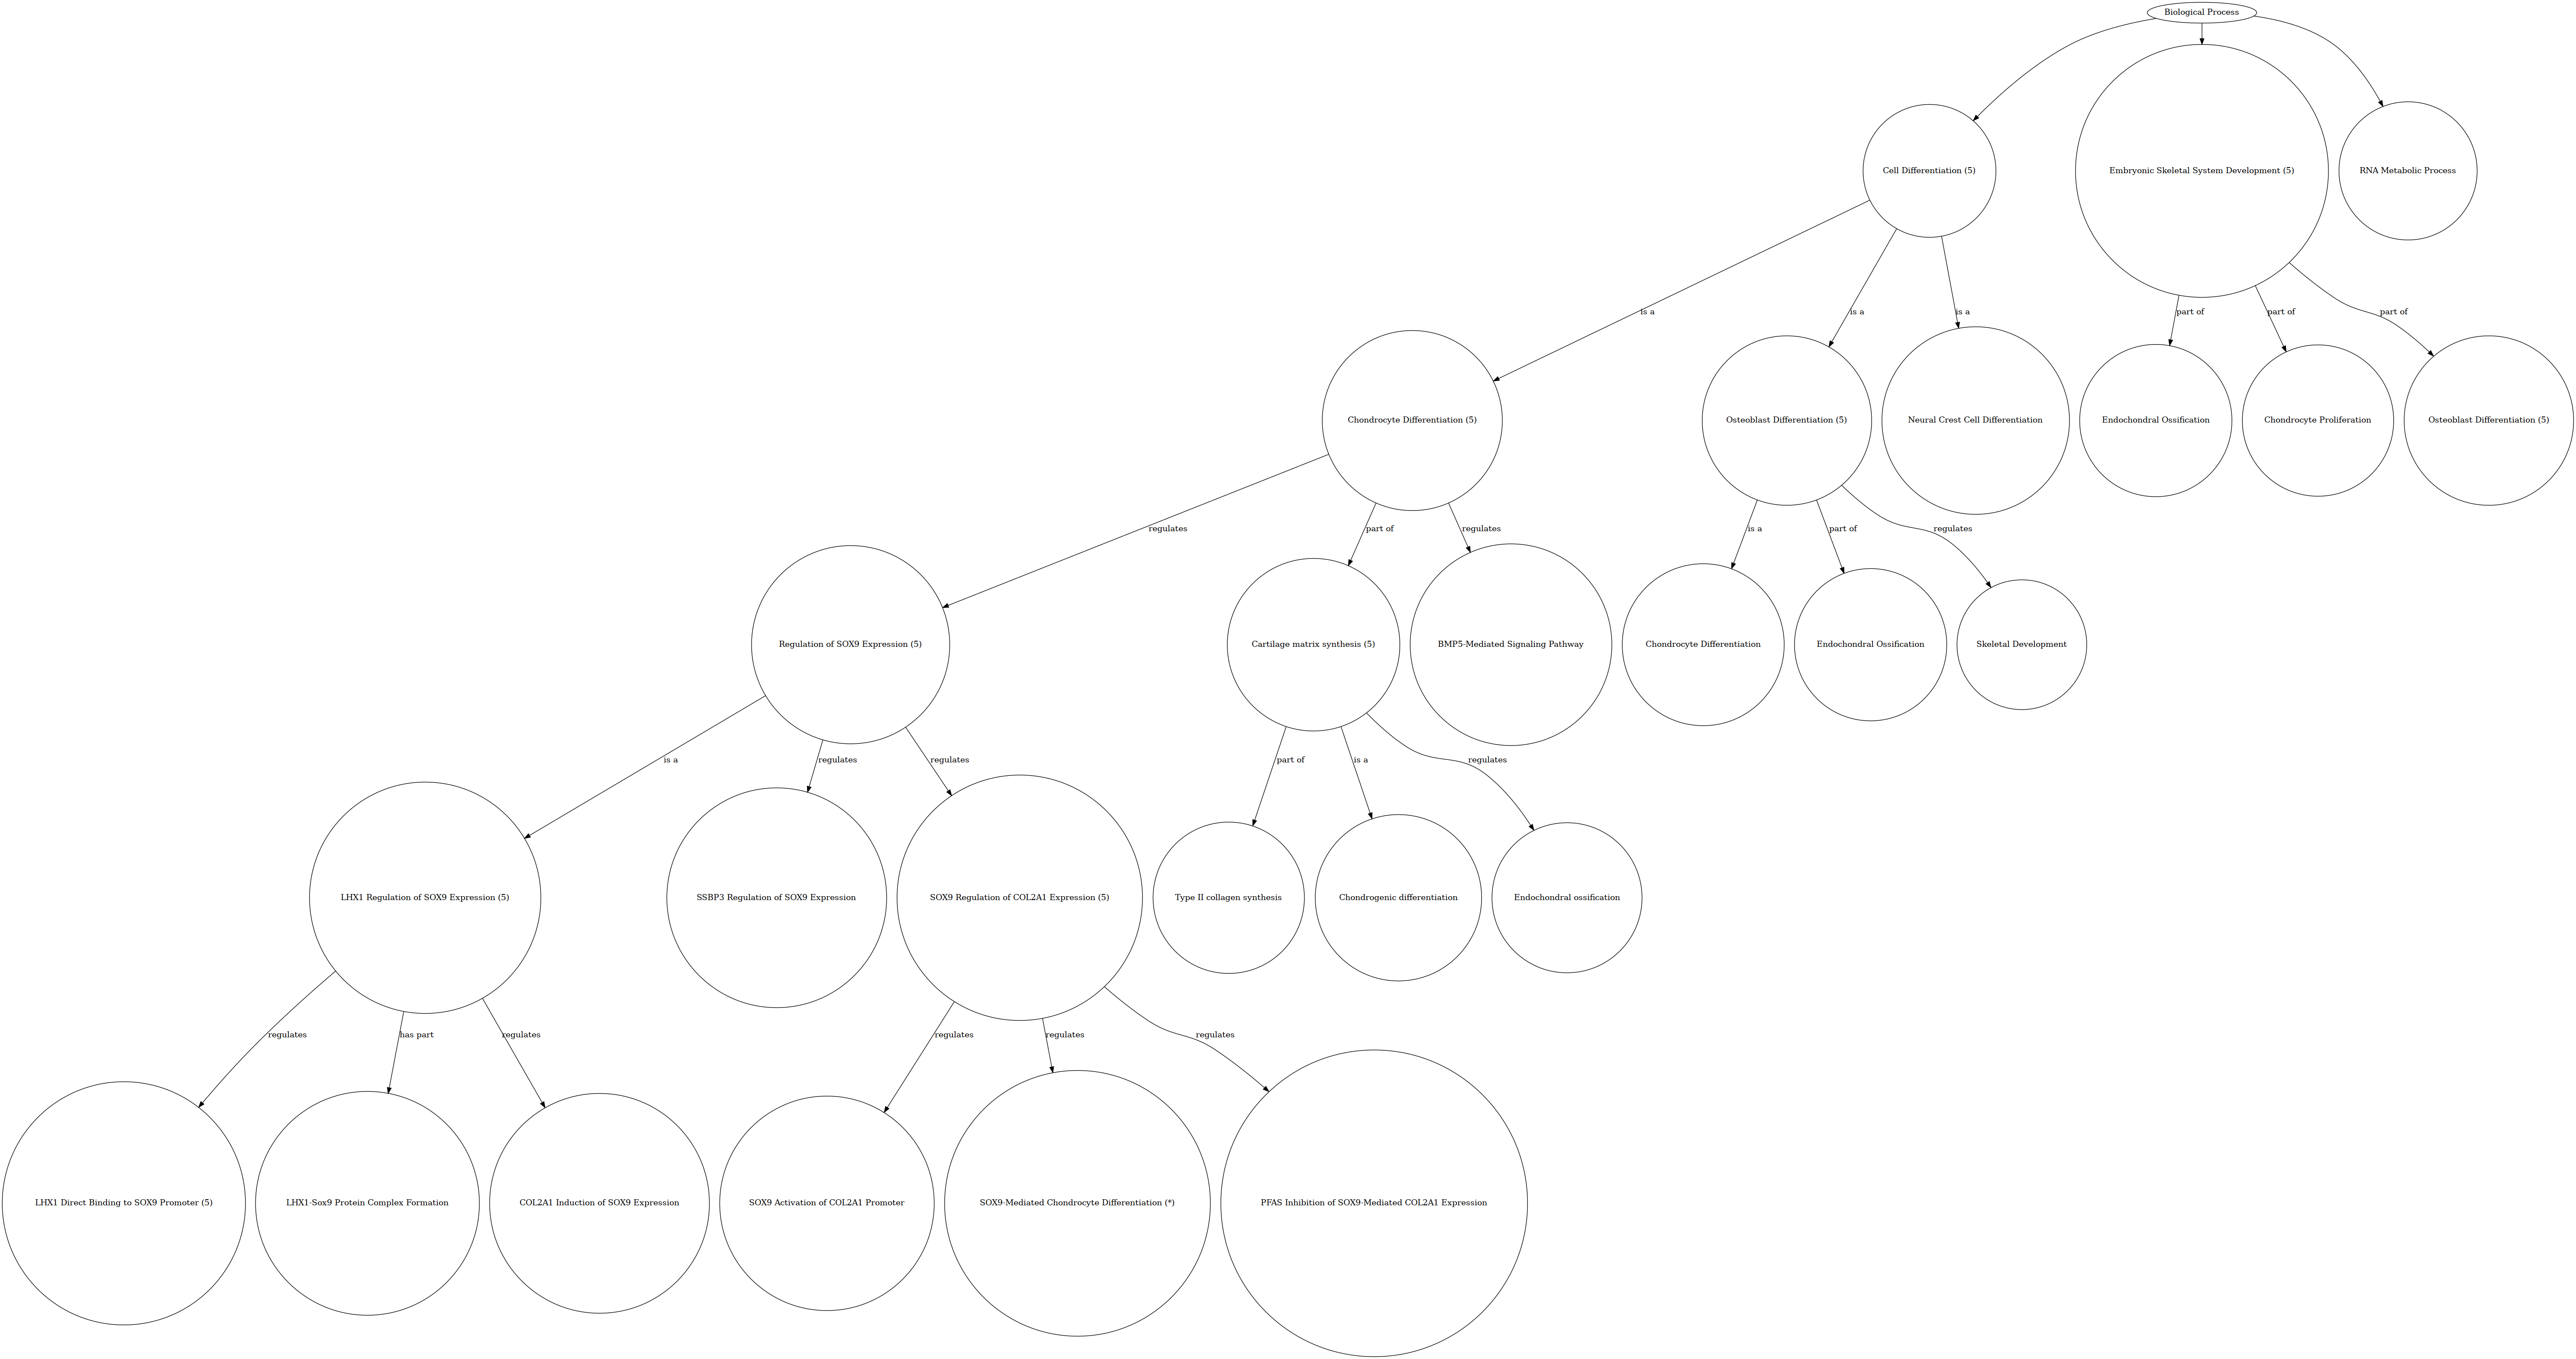 Biological Process
Cell Differentiation (5)
Embryonic Skeletal System Development (5)
RNA Metabolic Process
is a
is a
is a
part of
part of
part of
Chondrocyte Differentiation (5)
Osteoblast Differentiation (5)
Neural Crest Cell Differentiation
Endochondral Ossification
Chondrocyte Proliferation
Osteoblast Differentiation (5)
regulates
part of
regulates
is a
part of
regulates
Regulation of SOX9 Expression (5)
Cartilage matrix synthesis (5)
BMP5-Mediated Signaling Pathway
Chondrocyte Differentiation
Endochondral Ossification
Skeletal Development
is a
regulates
regulates
part of
is a
regulates
LHX1 Regulation of SOX9 Expression (5)
SSBP3 Regulation of SOX9 Expression
SOX9 Regulation of COL2A1 Expression (5)
Type II collagen synthesis
Chondrogenic differentiation
Endochondral ossification
regulates
has part
regulates
regulates
regulates
regulates
LHX1 Direct Binding to SOX9 Promoter (5)
LHX1-Sox9 Protein Complex Formation
COL2A1 Induction of SOX9 Expression
SOX9 Activation of COL2A1 Promoter
SOX9-Mediated Chondrocyte Differentiation (*)
PFAS Inhibition of SOX9-Mediated COL2A1 Expression